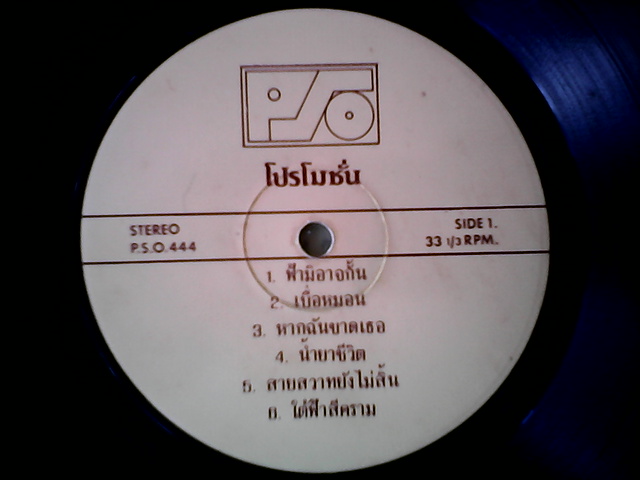 PSO
โปรโมชั่น
STEREO
P.S.O.444
SIDE 1.
33 1/3 RPM.
1. ฟ้ามิอาจกั้น
2. เบื่อหมอน
3. หากฉันขาดเธอ
4. น้ำยาชีวิต
5. สายสวาทยังไม่สิ้น
6. ใต้ฟ้าสีคราม